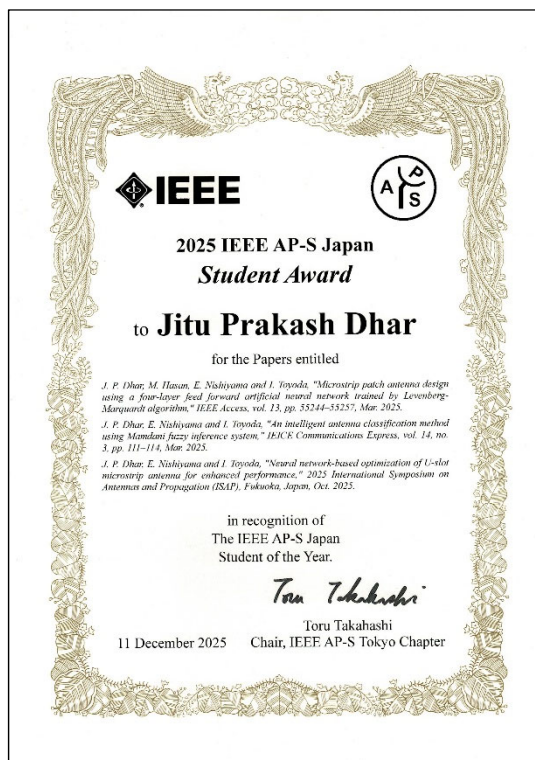 IEEE
A P S
2025 IEEE AP-S Japan
Student Award
to Jitu Prakash Dhar
for the Papers entitled
J. P. Dhar, M. Hasan, E. Nishiyama and I. Toyoda, "Microstrip patch antenna design
using a four-layer feed forward artificial neural network trained by Levenberg-
Marquardt algorithm," IEEE Access, vol. 13, pp. 55244–55257, Mar. 2025.
J. P. Dhar, E. Nishiyama and I. Toyoda, "An intelligent antenna classification method
using Mamdani fuzzy inference system," IEICE Communications Express, vol. 14, no.
3, pp. 111–114, Mar. 2025.
J. P. Dhar, E. Nishiyama and I. Toyoda, "Neural network-based optimization of U-slot
microstrip antenna for enhanced performance," 2025 International Symposium on
Antennas and Propagation (ISAP), Fukuoka, Japan, Oct. 2025.
in recognition of
The IEEE AP-S Japan
Student of the Year.
Toru Takahashi
Toru Takahashi
11 December 2025 Chair, IEEE AP-S Tokyo Chapter